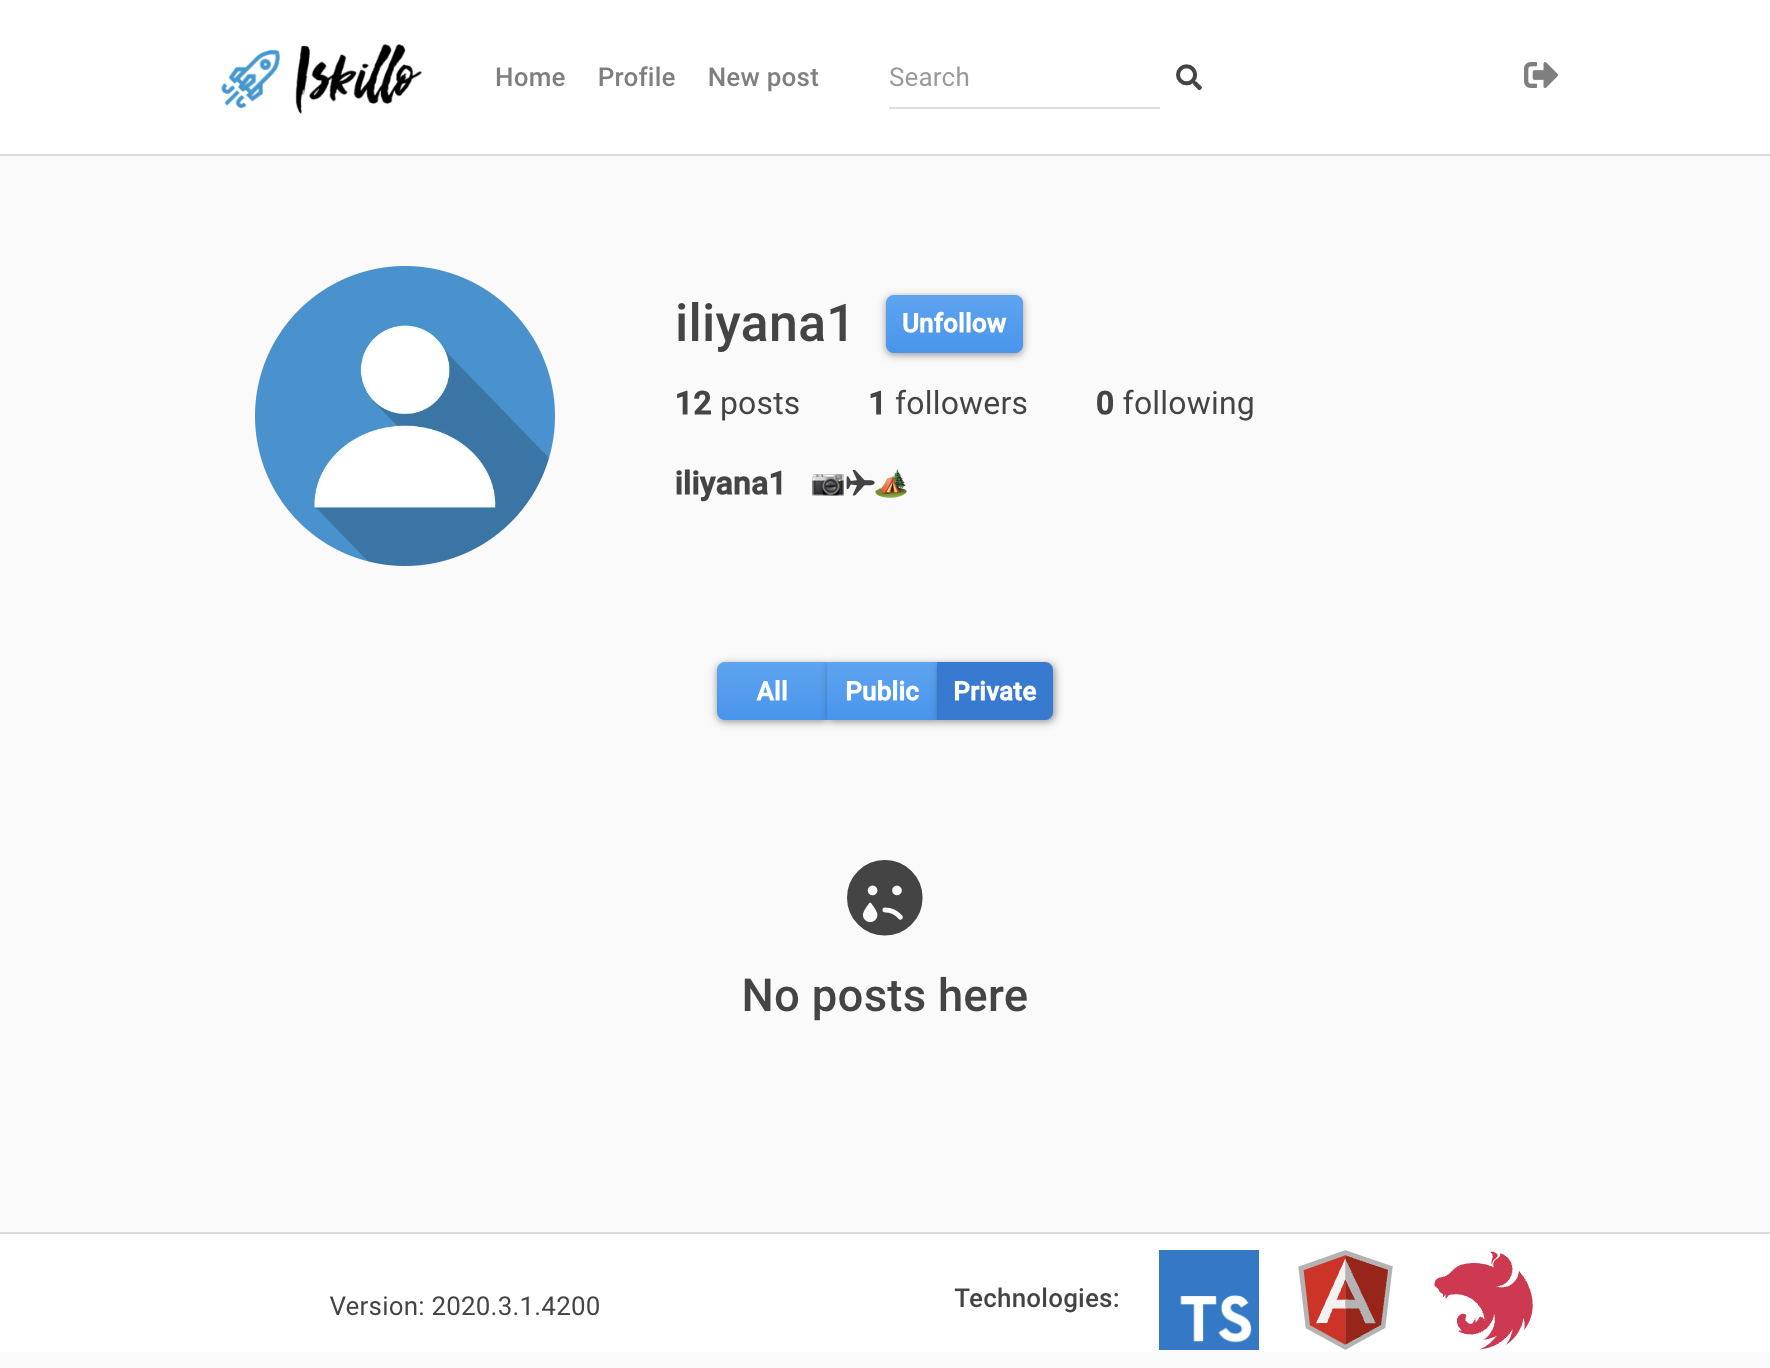 Iskillo Home Profile New post Search
iliyana1 Unfollow
12 posts 1 followers 0 following
iliyana1 📷✈🏕
All Public Private
No posts here
Version: 2020.3.1.4200 Technologies: TS A